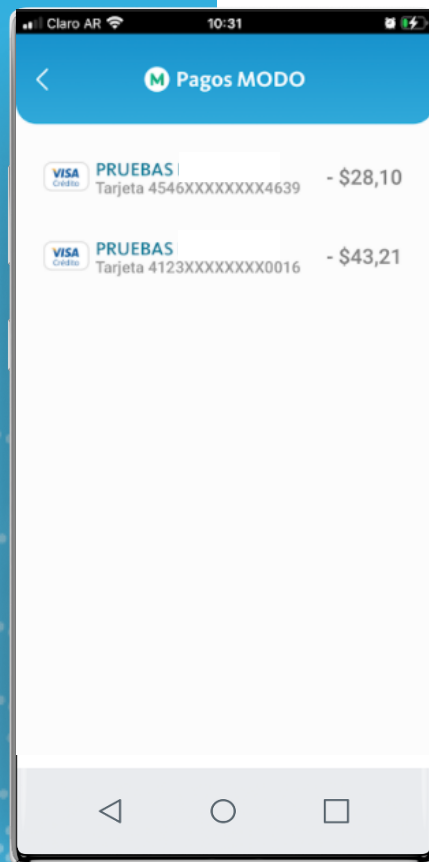 Claro AR 10:31
M Pagos MODO
VISA PRUEBAS - $28,10
Crédito Tarjeta 4546XXXXXXXX4639
VISA PRUEBAS - $43,21
Crédito Tarjeta 4123XXXXXXXX0016